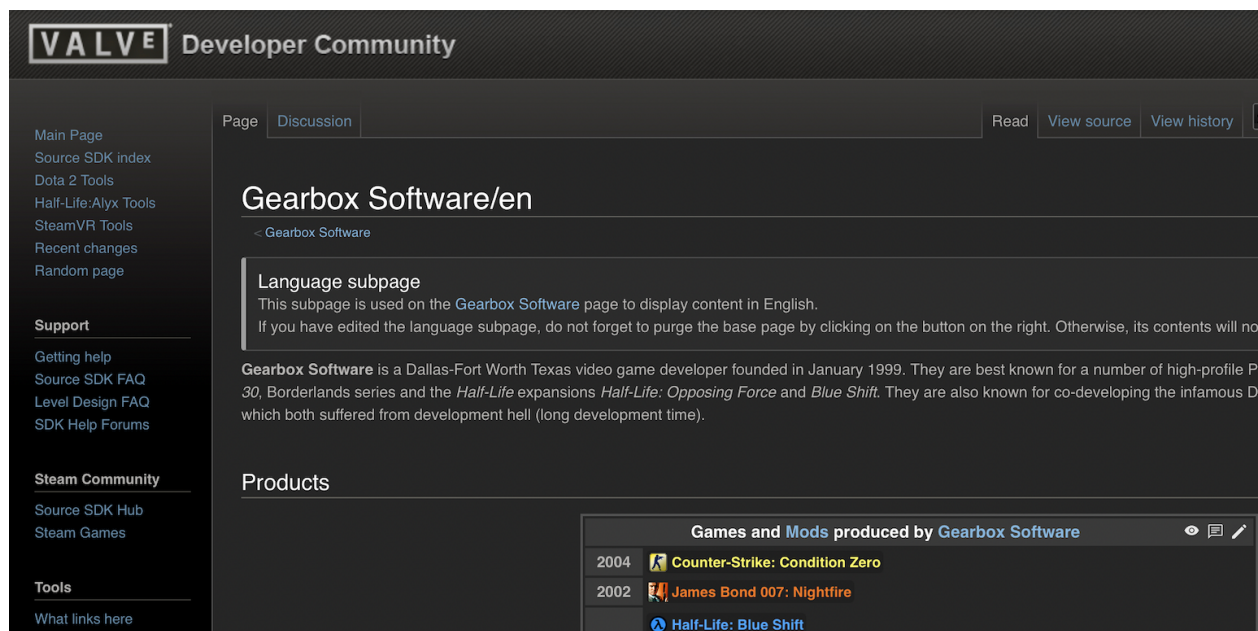 VALVE Developer Community
Page Discussion Read View source View history
Main Page
Source SDK index
Dota 2 Tools
Half-Life:Alyx Tools
SteamVR Tools
Recent changes
Random page
Support
Getting help
Source SDK FAQ
Level Design FAQ
SDK Help Forums
Steam Community
Source SDK Hub
Steam Games
Tools
What links here
Gearbox Software/en
< Gearbox Software
Language subpage
This subpage is used on the Gearbox Software page to display content in English.
If you have edited the language subpage, do not forget to purge the base page by clicking on the button on the right. Otherwise, its contents will no
Gearbox Software is a Dallas-Fort Worth Texas video game developer founded in January 1999. They are best known for a number of high-profile P
30, Borderlands series and the Half-Life expansions Half-Life: Opposing Force and Blue Shift. They are also known for co-developing the infamous D
which both suffered from development hell (long development time).
Products
Games and Mods produced by Gearbox Software
2004 Counter-Strike: Condition Zero
2002 James Bond 007: Nightfire
Half-Life: Blue Shift